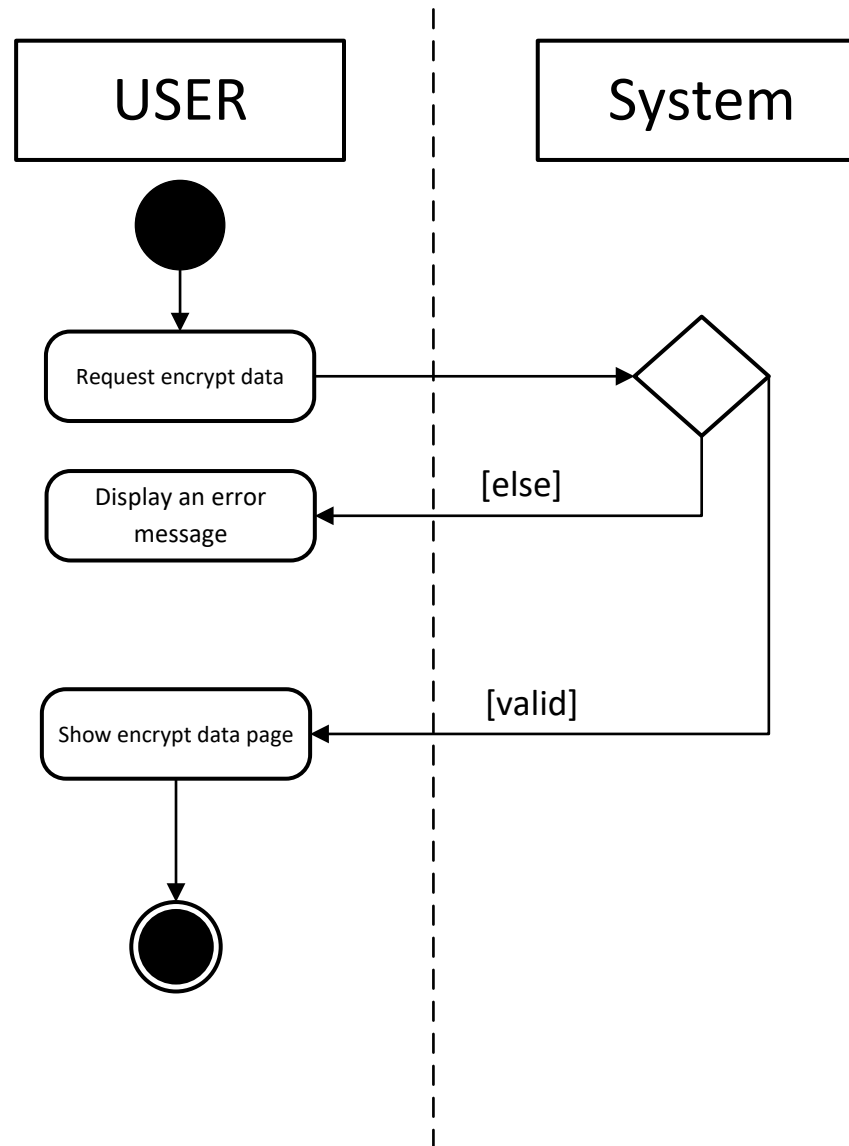 USER
System
Request encrypt data
[else]
Display an error
message
[valid]
Show encrypt data page